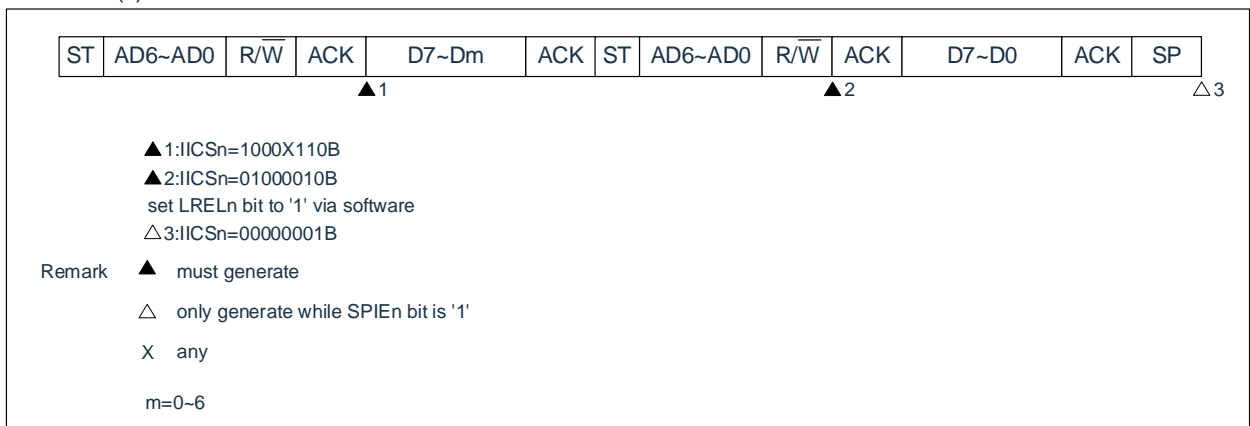 ST AD6~AD0 R/W ACK D7~Dm ACK ST AD6~AD0 R/W ACK D7~D0 ACK SP
▲1 ▲2 △3
▲1:IICSn=1000X110B
▲2:IICSn=01000010B
set LRELn bit to '1' via software
△3:IICSn=00000001B
Remark ▲ must generate
△ only generate while SPIEn bit is '1'
X any
m=0~6